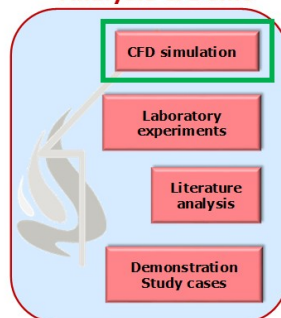 CFD simulation
Laboratory
experiments
Literature
analysis
Demonstration
Study cases